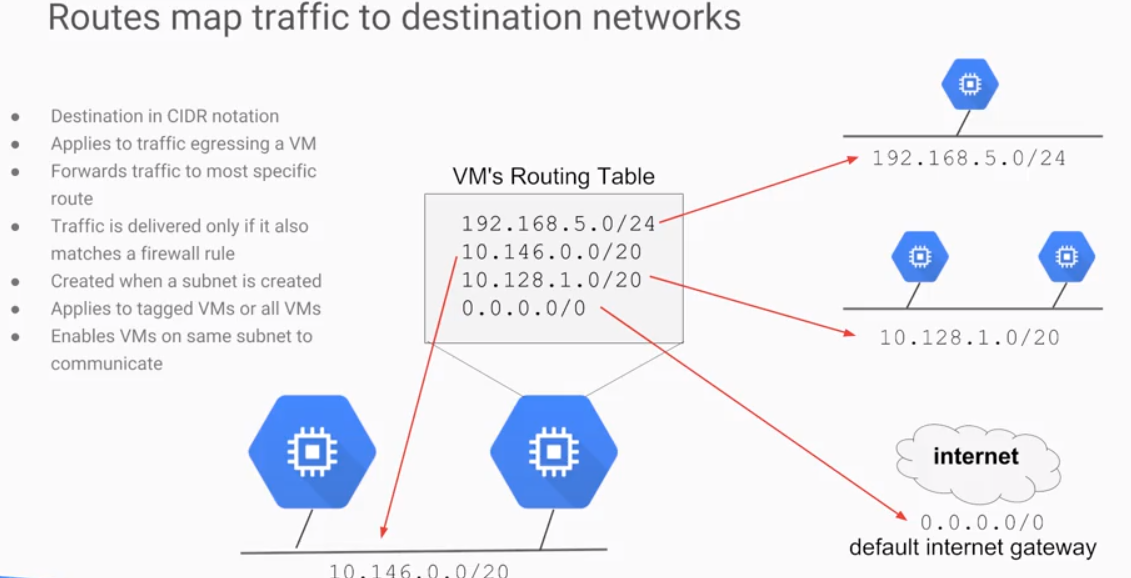 Routes map traffic to destination networks
● Destination in CIDR notation
● Applies to traffic egressing a VM
● Forwards traffic to most specific
route
● Traffic is delivered only if it also
matches a firewall rule
● Created when a subnet is created
● Applies to tagged VMs or all VMs
● Enables VMs on same subnet to
communicate
VM's Routing Table
192.168.5.0/24
10.146.0.0/20
10.128.1.0/20
0.0.0.0/0
10.146.0.0/20
192.168.5.0/24
10.128.1.0/20
internet
0.0.0.0/0
default internet gateway